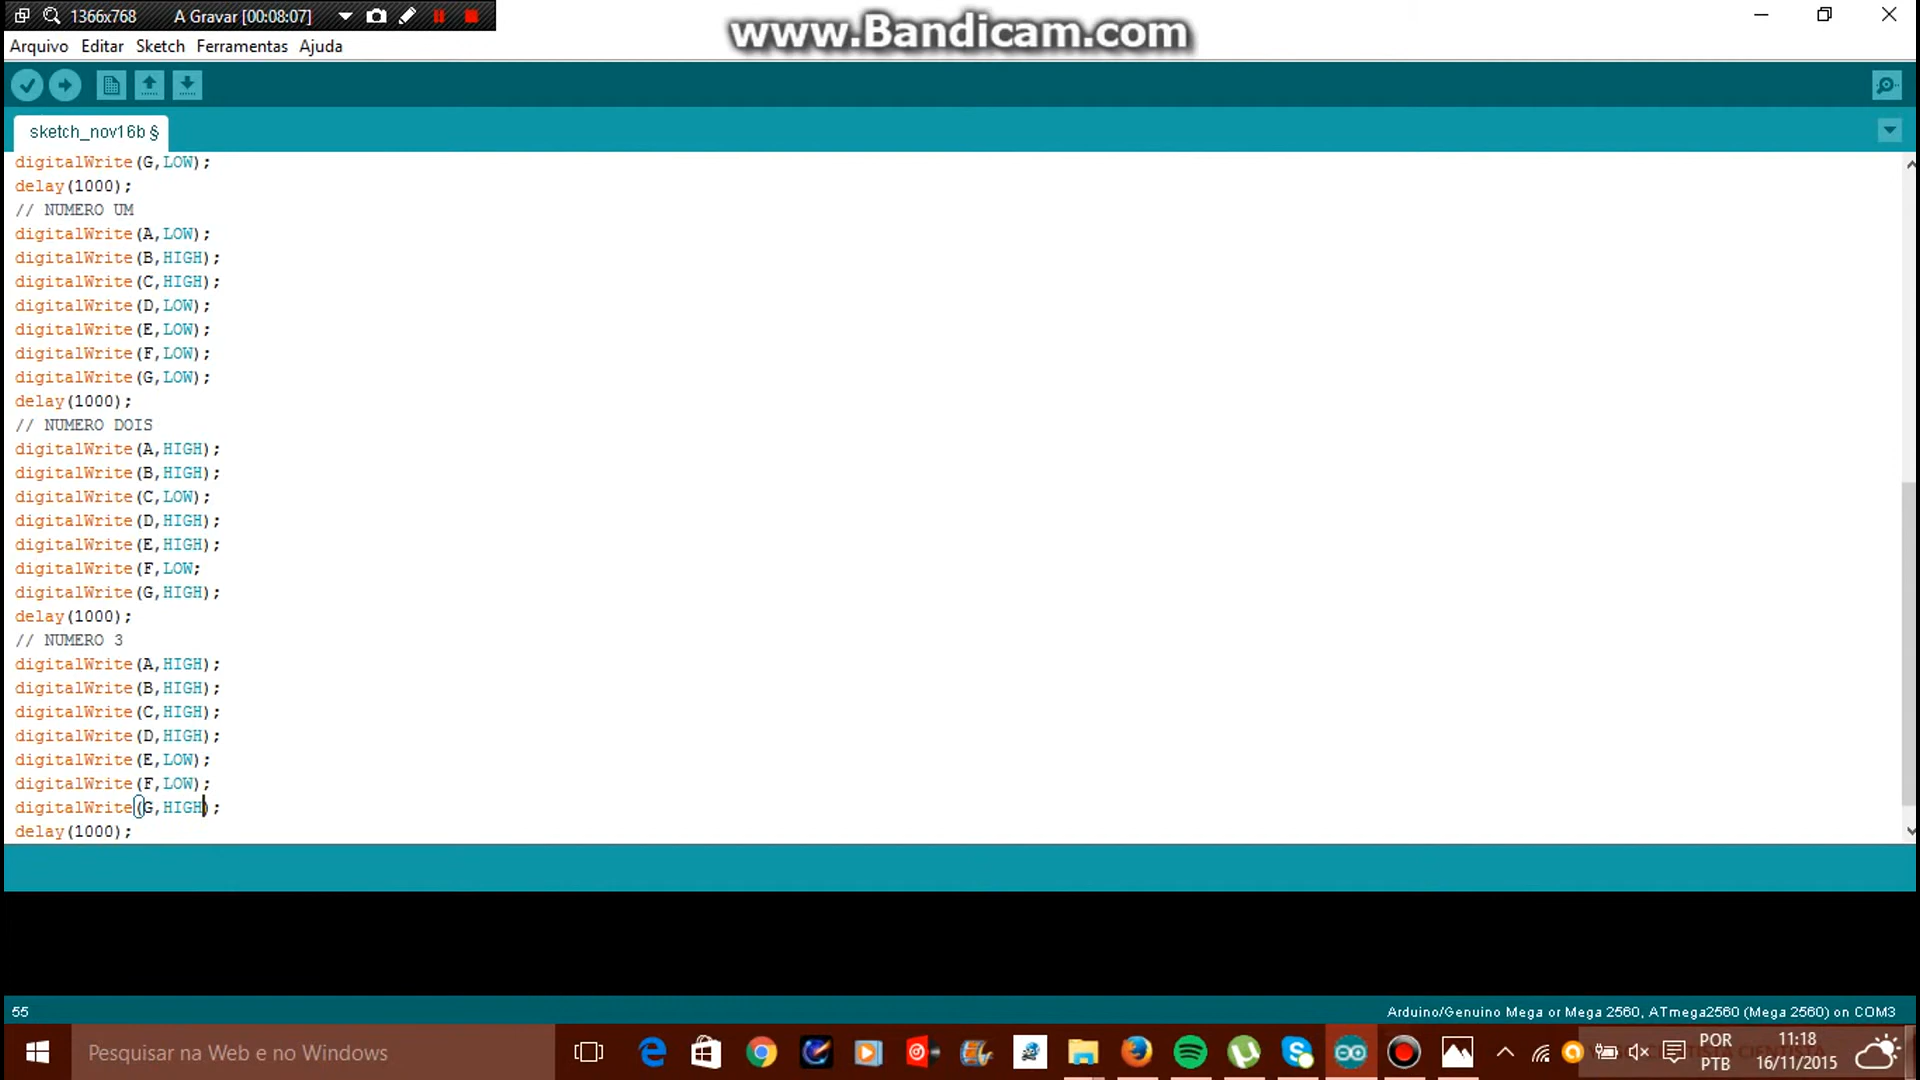 1366x768 A Gravar [00:08:07]
www.Bandicam.com
Arquivo Editar Sketch Ferramentas Ajuda
sketch_nov16b §
digitalWrite(G,LOW);
delay(1000);
// NUMERO UM
digitalWrite(A,LOW);
digitalWrite(B,HIGH);
digitalWrite(C,HIGH);
digitalWrite(D,LOW);
digitalWrite(E,LOW);
digitalWrite(F,LOW);
digitalWrite(G,LOW);
delay(1000);
// NUMERO DOIS
digitalWrite(A,HIGH);
digitalWrite(B,HIGH);
digitalWrite(C,LOW);
digitalWrite(D,HIGH);
digitalWrite(E,HIGH);
digitalWrite(F,LOW;
digitalWrite(G,HIGH);
delay(1000);
// NUMERO 3
digitalWrite(A,HIGH);
digitalWrite(B,HIGH);
digitalWrite(C,HIGH);
digitalWrite(D,HIGH);
digitalWrite(E,LOW);
digitalWrite(F,LOW);
digitalWrite(G,HIGH);
delay(1000);
55
Arduino/Genuino Mega or Mega 2560, ATmega2560 (Mega 2560) on COM3
Pesquisar na Web e no Windows
POR
PTB
11:18
16/11/2015